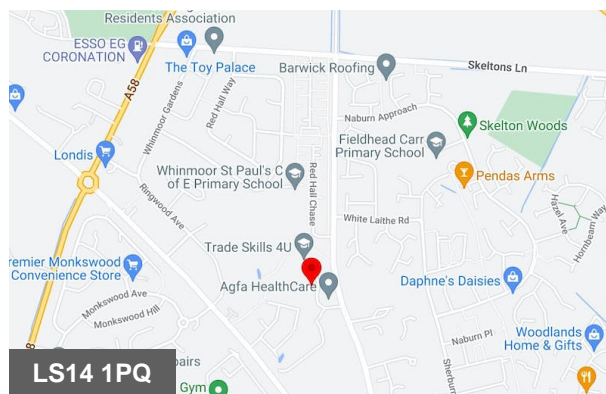 Residents Association
ESSO EG
CORONATION
The Toy Palace
Barwick Roofing
Skeltons Ln
A58
Whinmoor Gardens
Red Hall Way
Naburn Approach
Skelton Woods
Fieldhead Carr
Primary School
Londis
Whinmoor St Paul's C
of E Primary School
Red Hall Chase
Pendas Arms
Ringwood Ave
White Laithe Rd
Hazel Ave
Hornbeam Way
Trade Skills 4U
remier Monkswood
Convenience Store
Agfa HealthCare
Daphne's Daisies
Monkswood Ave
Monkswood Hill
Naburn Pl
Woodlands
Home & Gifts
Sherburn
8
LS14 1PQ
pairs
Gym